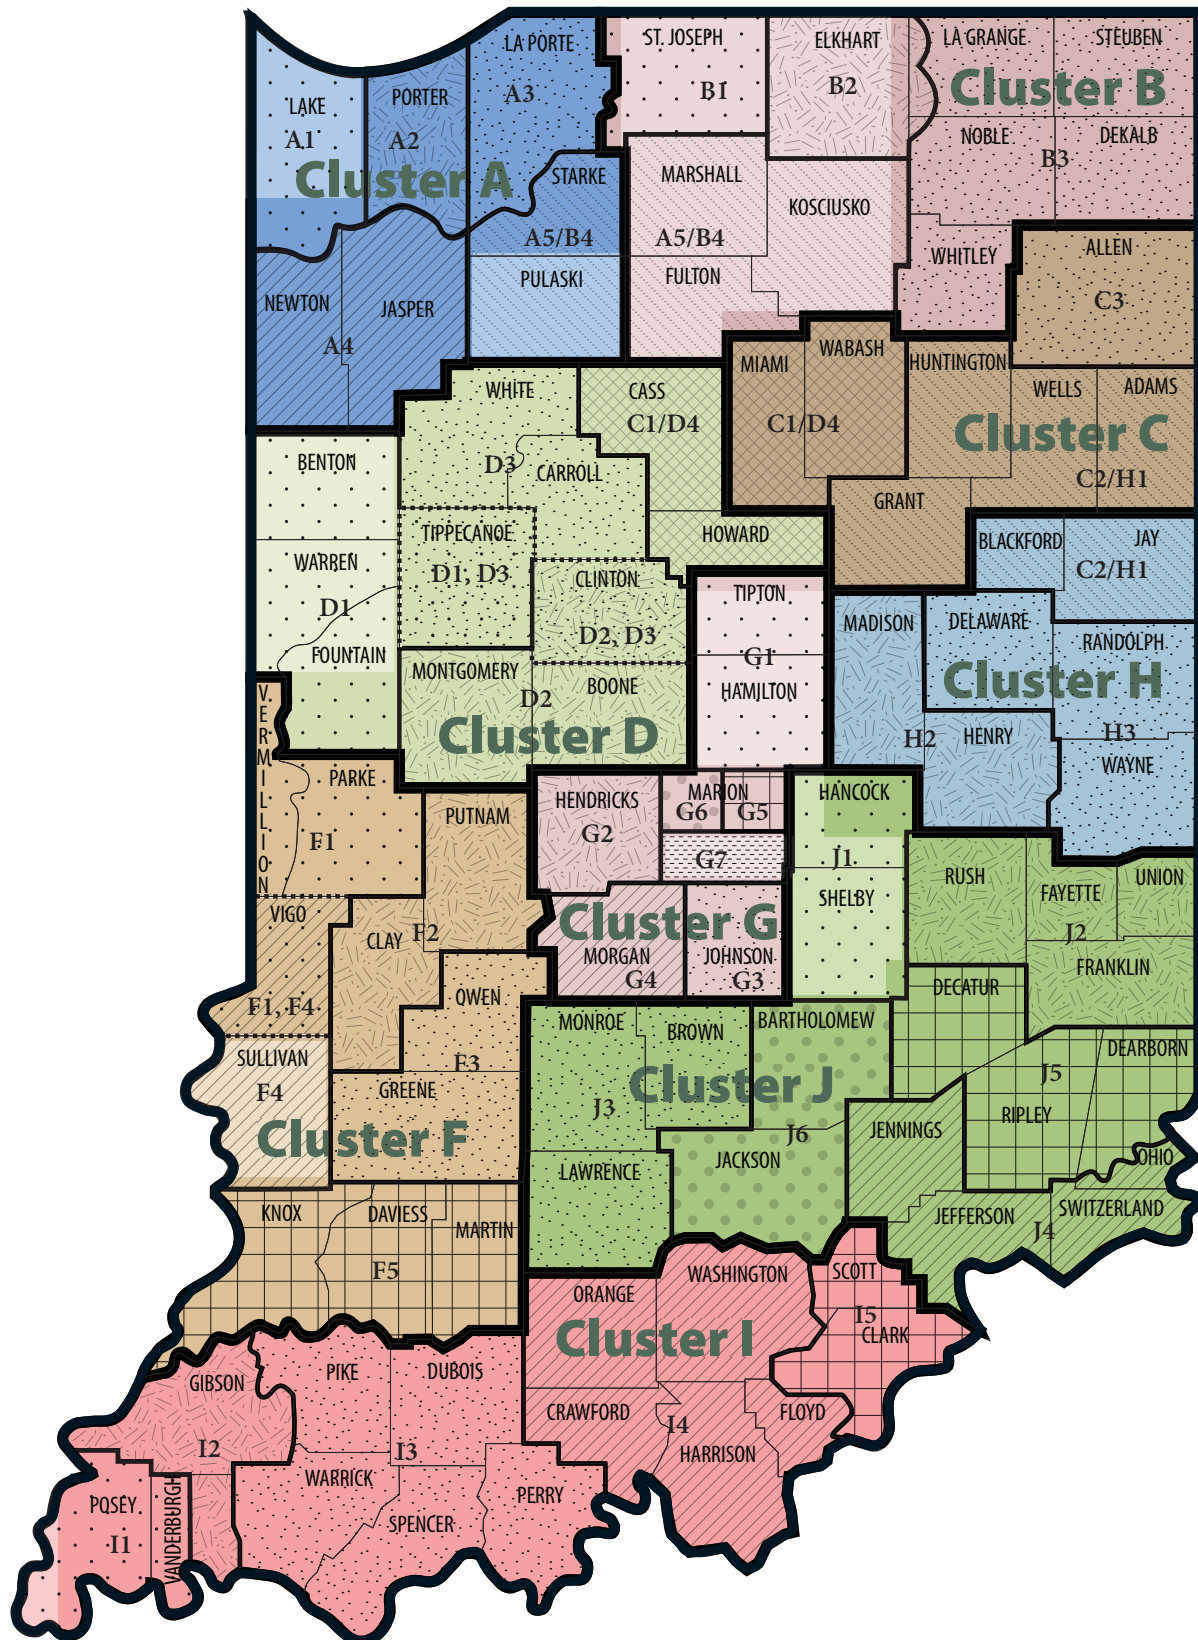 LA PORTE
ST. JOSEPH
ELKHART
LA GRANGE
STEUBEN
LAKE
PORTER
A3
B1
B2
Cluster B
A1
A2
NOBLE
DEKALB
B3
Cluster A
STARKE
MARSHALL
KOSCIUSKO
A5/B4
A5/B4
WHITLEY
ALLEN
PULASKI
FULTON
C3
NEWTON
JASPER
A4
MIAMI
WABASH
HUNTINGTON
WHITE
CASS
WELLS
ADAMS
C1/D4
C1/D4
Cluster C
BENTON
D3
CARROLL
C2/H1
GRANT
TIPPECANOE
HOWARD
BLACKFORD
JAY
WARREN
D1, D3
CLINTON
C2/H1
TIPTON
D1
D2, D3
MADISON
DELAWARE
RANDOLPH
FOUNTAIN
G1
MONTGOMERY
BOONE
HAMILTON
Cluster H
D2
VERMILLION
Cluster D
H2
HENRY
H3
WAYNE
PARKE
HENDRICKS
MARION
HANCOCK
PUTNAM
G6
G5
F1
G2
G7
J1
RUSH
FAYETTE
UNION
SHELBY
VIGO
CLAY
F2
Cluster G
J2
MORGAN
JOHNSON
FRANKLIN
G4
G3
DECATUR
OWEN
F1, F4
MONROE
BROWN
BARTHOLOMEW
SULLIVAN
F3
DEARBORN
F4
GREENE
Cluster J
J5
J3
RIPLEY
Cluster F
J6
JENNINGS
LAWRENCE
JACKSON
OHIO
KNOX
DAVIESS
MARTIN
JEFFERSON
SWITZERLAND
J4
F5
ORANGE
WASHINGTON
SCOTT
Cluster I
I5
CLARK
GIBSON
PIKE
DUBOIS
CRAWFORD
FLOYD
I4
I2
I3
HARRISON
WARRICK
POSEY
VANDERBURGH
PERRY
SPENCER
I1